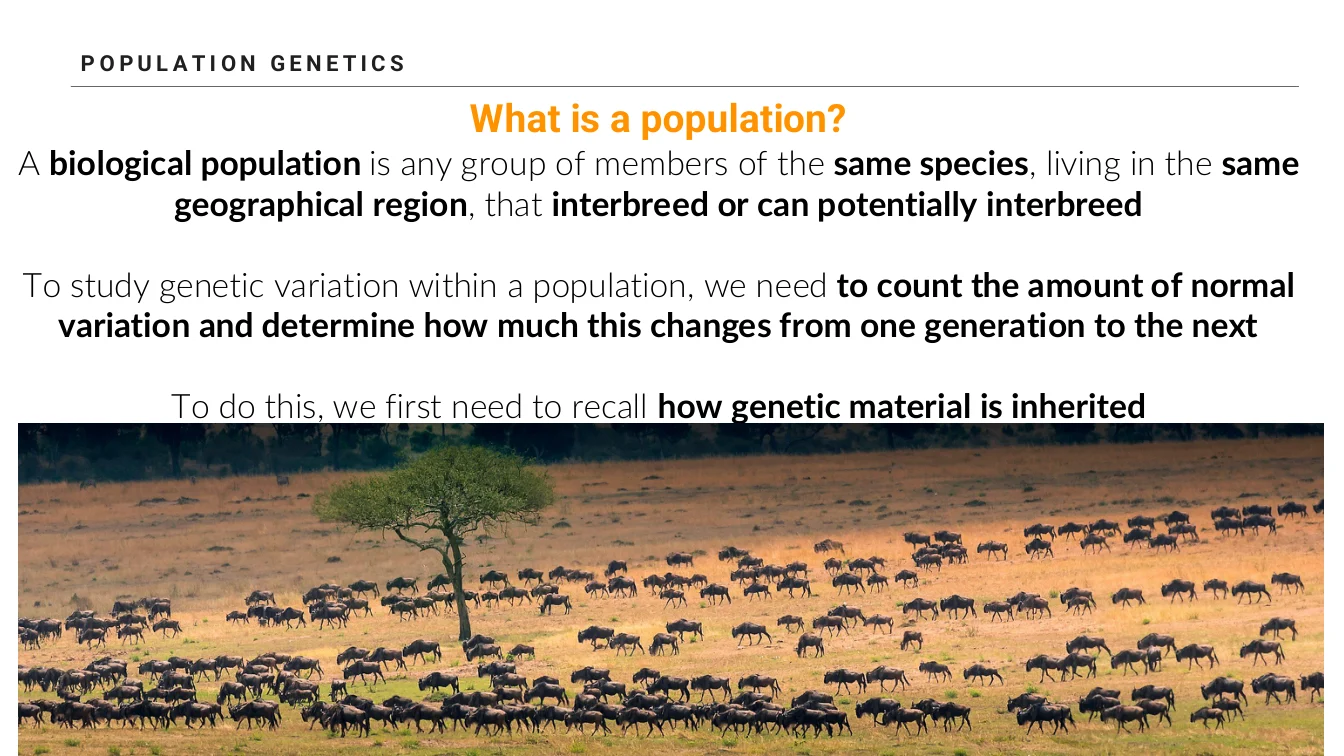 POPULATION GENETICS
What is a population?
A biological population is any group of members of the same species, living in the same
geographical region, that interbreed or can potentially interbreed
To study genetic variation within a population, we need to count the amount of normal
variation and determine how much this changes from one generation to the next
To do this, we first need to recall how genetic material is inherited